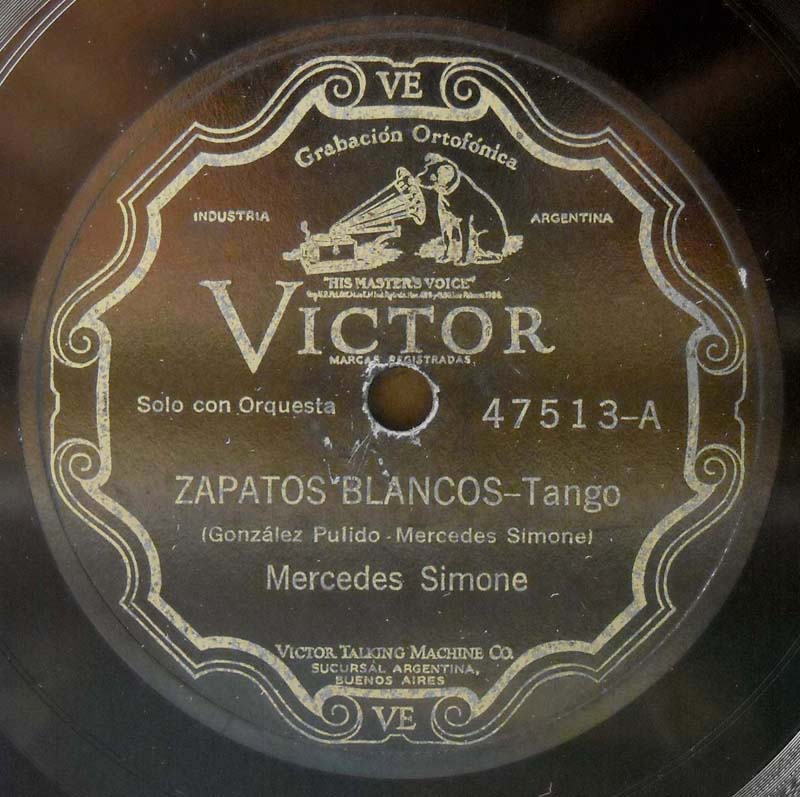 VE
Grabación Ortofónica
INDUSTRIA
ARGENTINA
"HIS MASTER'S VOICE"
VICTOR
MARCAS REGISTRADAS.
Solo con Orquesta
47513-A
ZAPATOS BLANCOS-Tango
(González Pulido - Mercedes Simone)
Mercedes Simone
VICTOR TALKING MACHINE CO.
SUCURSAL ARGENTINA,
BUENOS AIRES
VE